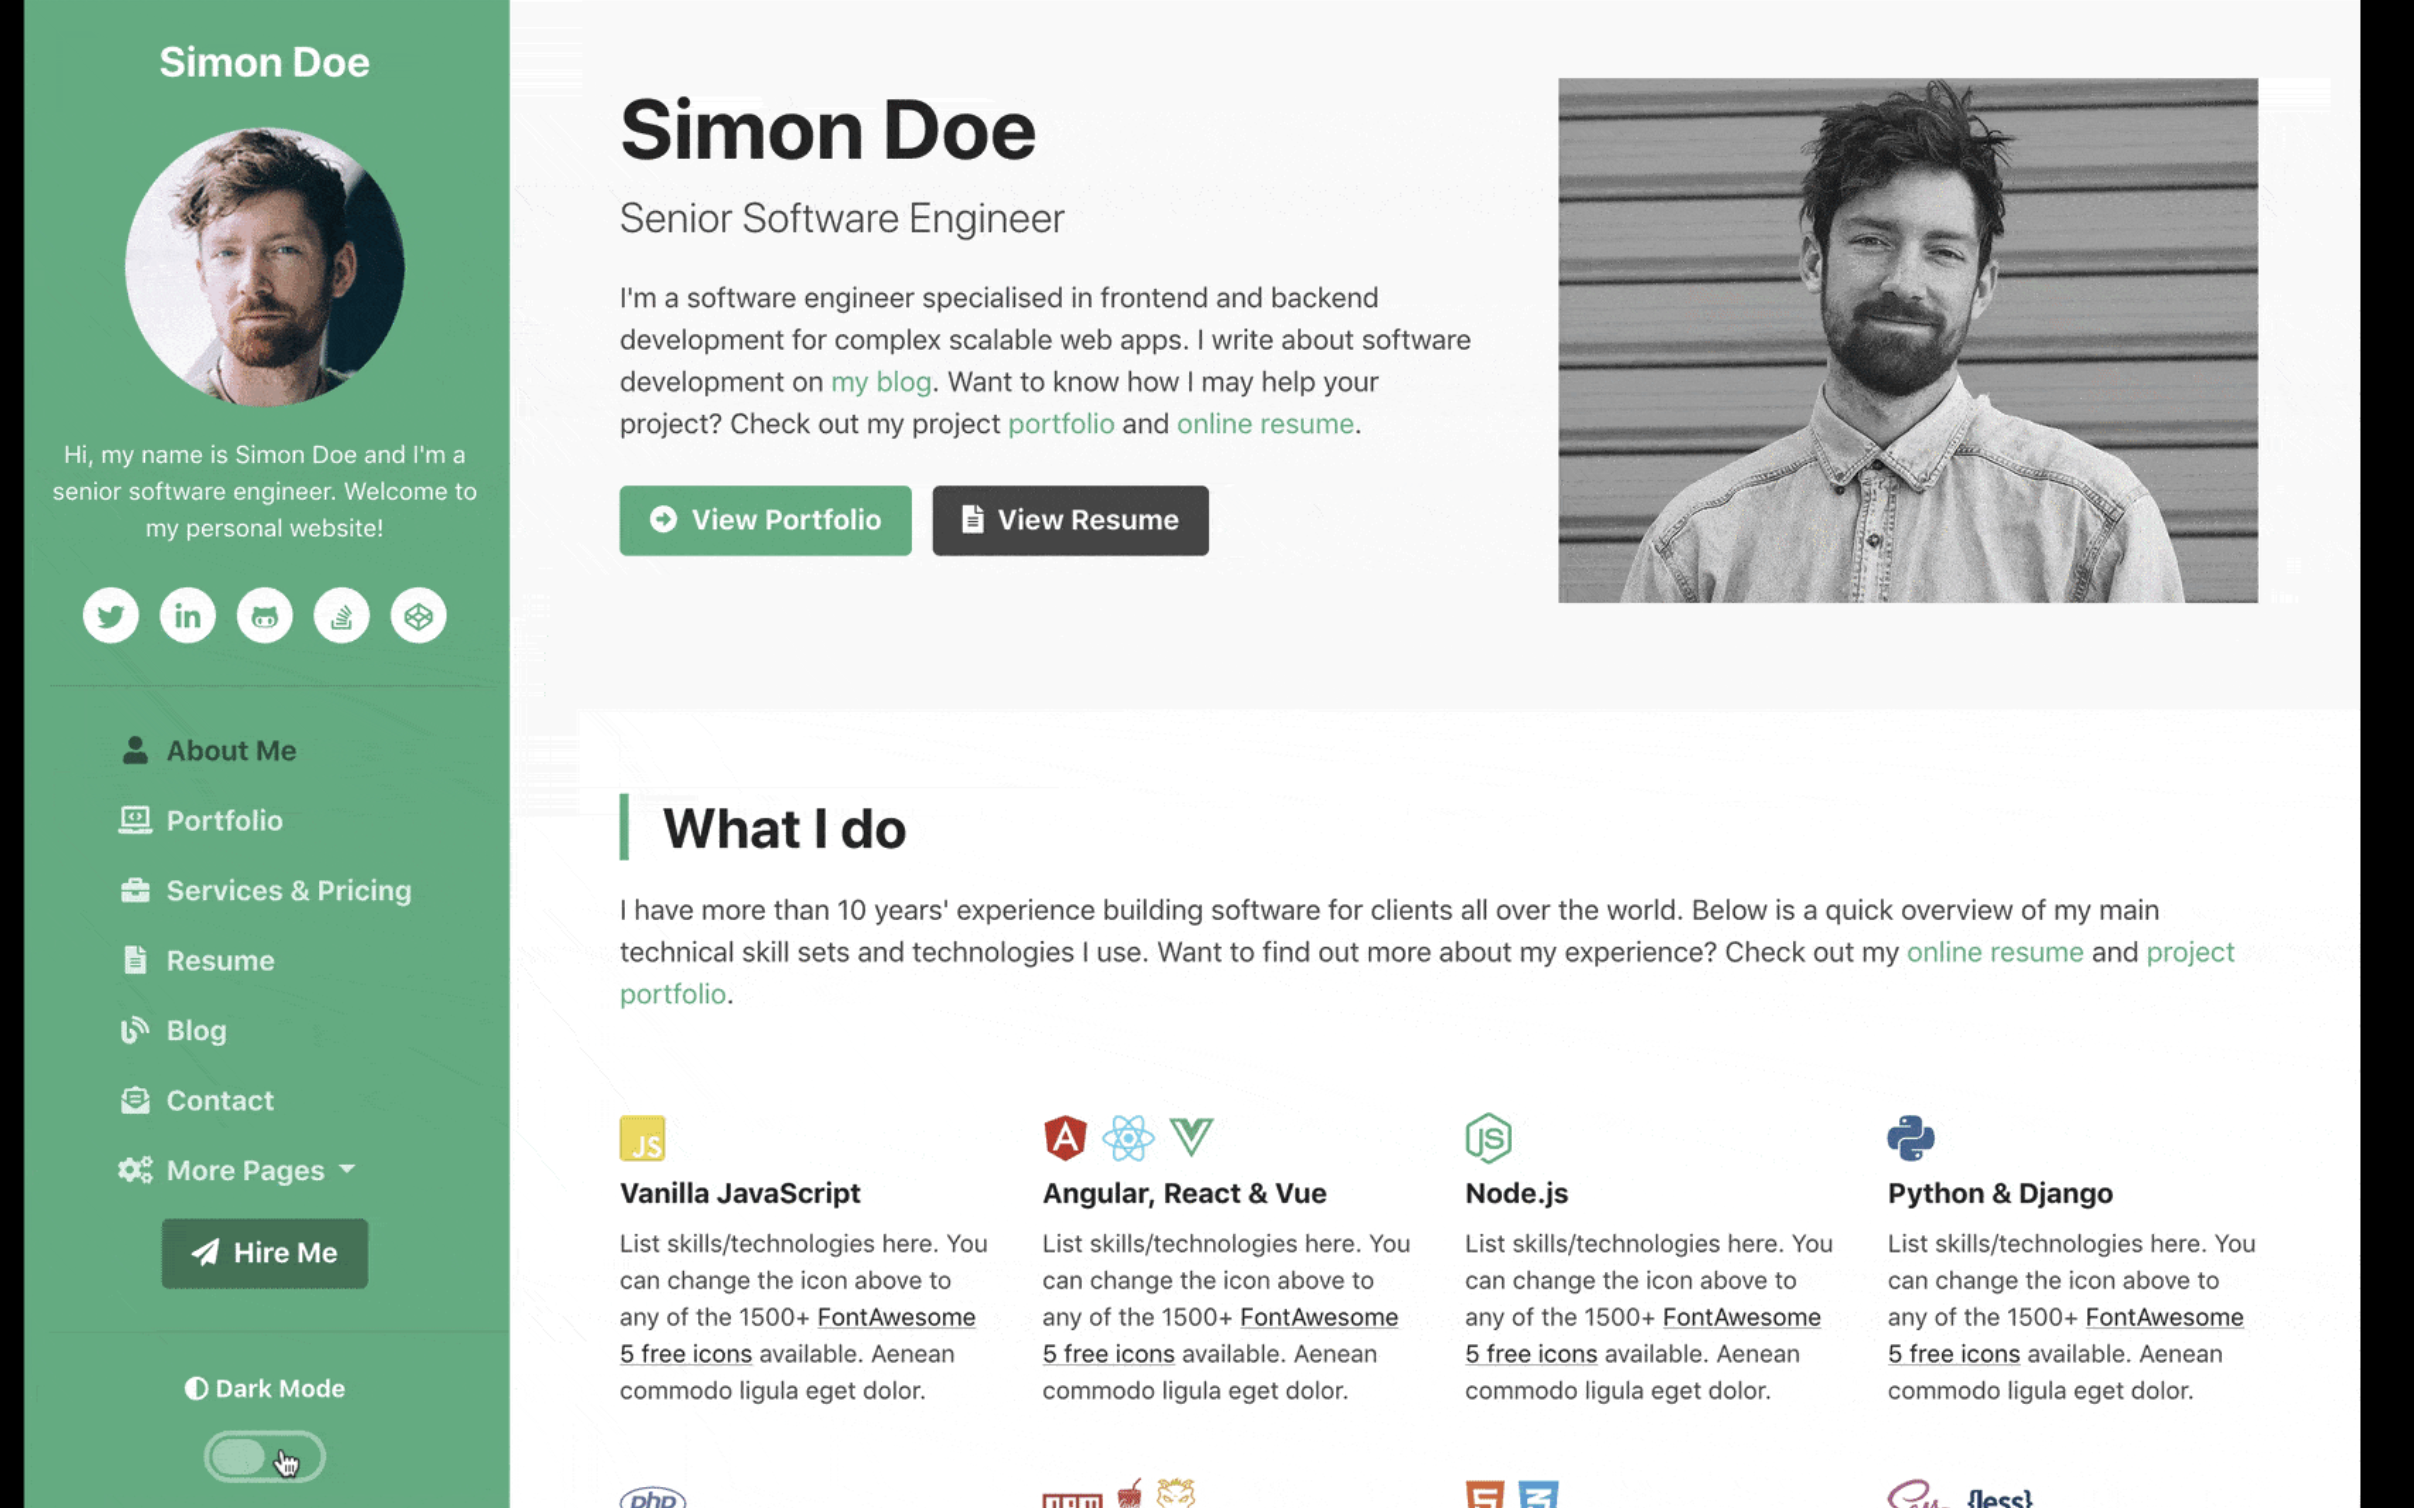 Simon Doe
Hi, my name is Simon Doe and I'm a
senior software engineer. Welcome to
my personal website!
in
About Me
Portfolio
Services & Pricing
Resume
Blog
Contact
More Pages
Hire Me
Dark Mode
Simon Doe
Senior Software Engineer
I'm a software engineer specialised in frontend and backend
development for complex scalable web apps. I write about software
development on my blog. Want to know how I may help your
project? Check out my project portfolio and online resume.
View Portfolio
View Resume
What I do
I have more than 10 years' experience building software for clients all over the world. Below is a quick overview of my main
technical skill sets and technologies I use. Want to find out more about my experience? Check out my online resume and project
portfolio.
JS
Vanilla JavaScript
List skills/technologies here. You
can change the icon above to
any of the 1500+ FontAwesome
5 free icons available. Aenean
commodo ligula eget dolor.
A
Angular, React & Vue
List skills/technologies here. You
can change the icon above to
any of the 1500+ FontAwesome
5 free icons available. Aenean
commodo ligula eget dolor.
JS
Node.js
List skills/technologies here. You
can change the icon above to
any of the 1500+ FontAwesome
5 free icons available. Aenean
commodo ligula eget dolor.
Python & Django
List skills/technologies here. You
can change the icon above to
any of the 1500+ FontAwesome
5 free icons available. Aenean
commodo ligula eget dolor.
php
npm
5
3
{less}